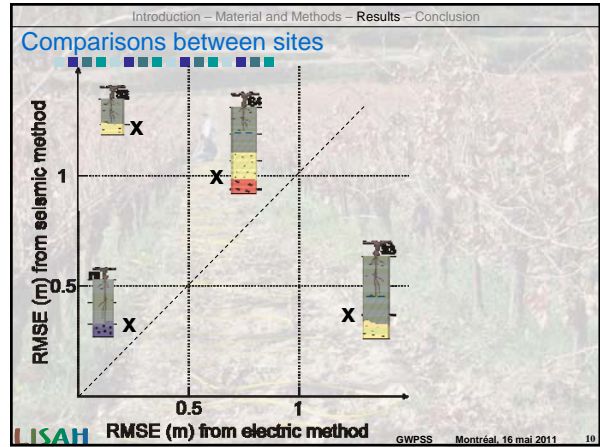 Introduction – Material and Methods – Results – Conclusion
Comparisons between sites
RMSE (m) from seismic method
1
0.5
X
X
X
X
0.5
1
RMSE (m) from electric method
LISAH
GWPSS
Montréal, 16 mai 2011
10